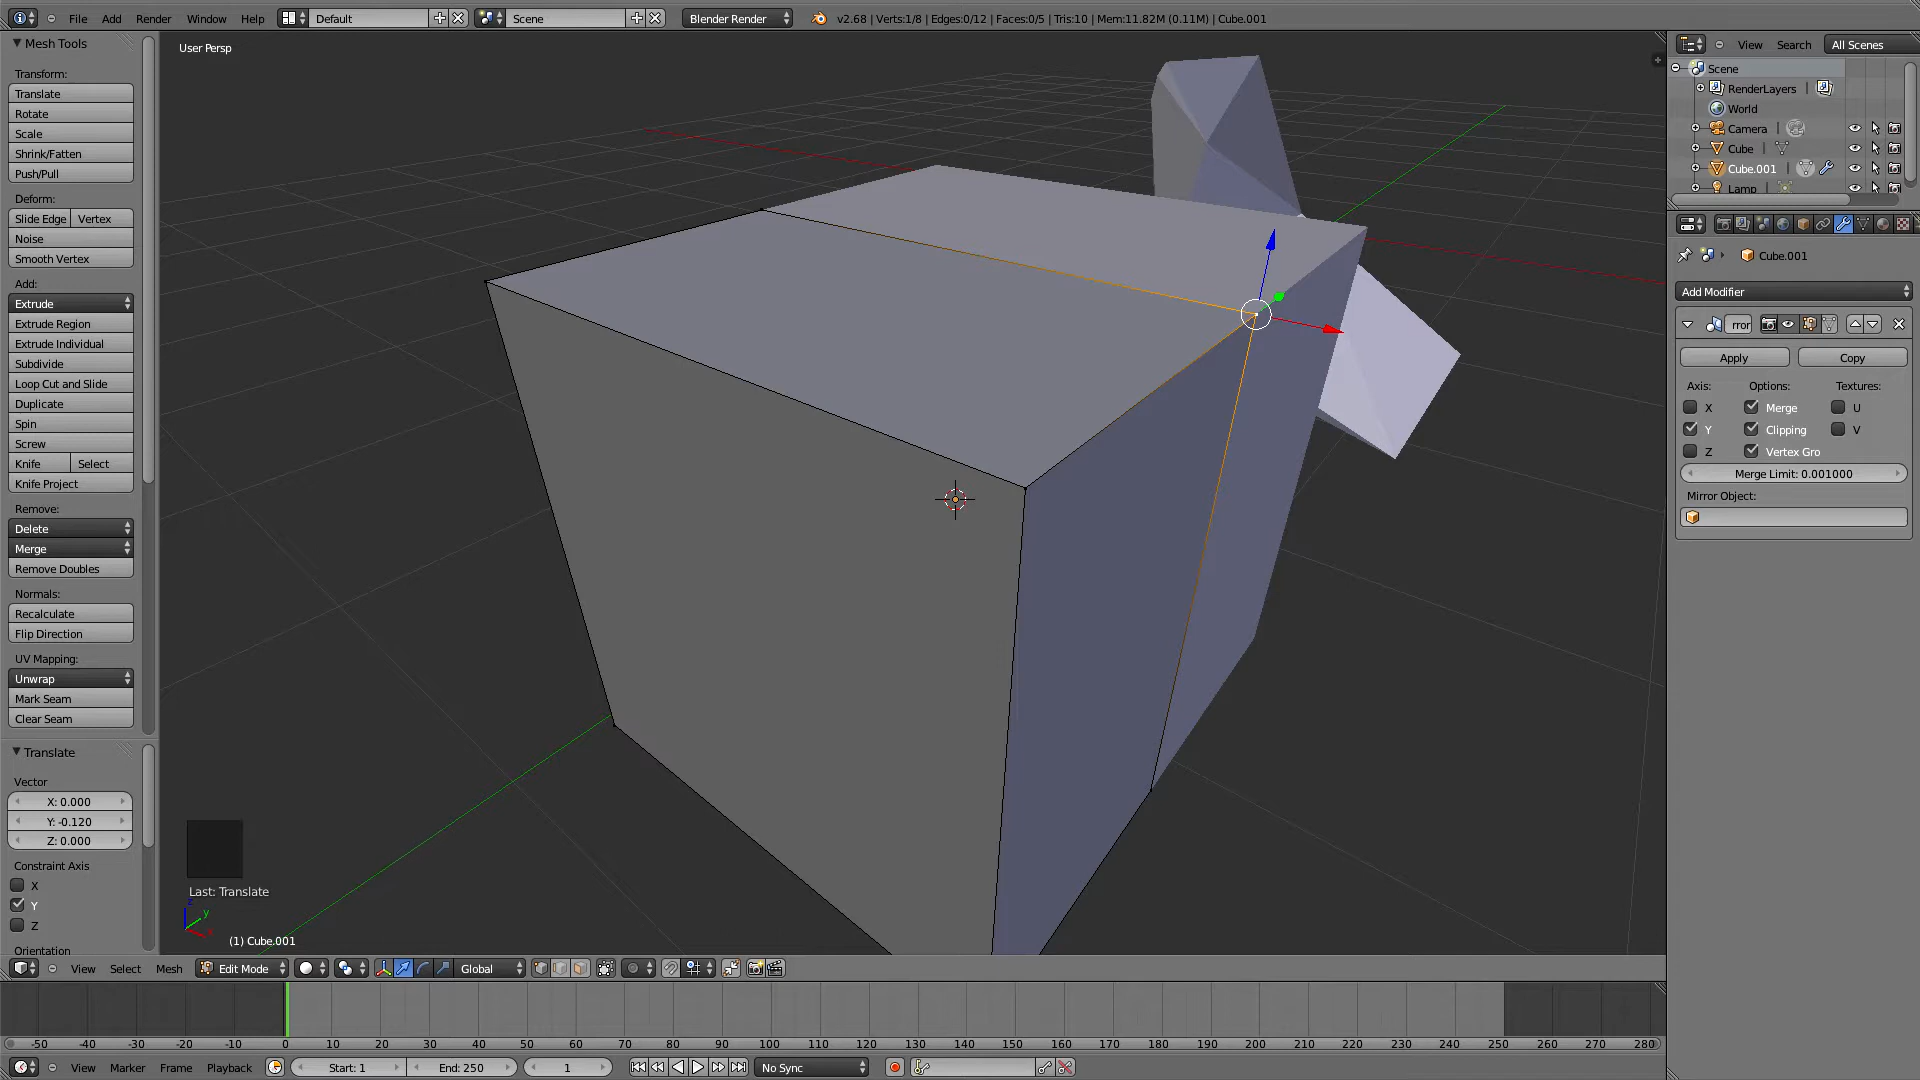 File Add Render Window Help Default Scene Blender Render v2.68 | Verts:1/8 | Edges:0/12 | Faces:0/5 | Tris:10 | Mem:11.82M (0.11M) | Cube.001
Mesh Tools
Transform:
Translate
Rotate
Scale
Shrink/Fatten
Push/Pull
Deform:
Slide Edge Vertex
Noise
Smooth Vertex
Add:
Extrude
Extrude Region
Extrude Individual
Subdivide
Loop Cut and Slide
Duplicate
Spin
Screw
Knife Select
Knife Project
Remove:
Delete
Merge
Remove Doubles
Normals:
Recalculate
Flip Direction
UV Mapping:
Unwrap
Mark Seam
Clear Seam
Translate
Vector
X: 0.000
Y: -0.120
Z: 0.000
Constraint Axis
X
Y
Z
Orientation
User Persp
Last: Translate
z
y
x
(1) Cube.001
View Select Mesh Edit Mode Global
-50 -40 -30 -20 -10 0 10 20 30 40 50 60 70 80 90 100 110 120 130 140 150 160 170 180 190 200 210 220 230 240 250 260 270 280
View Marker Frame Playback Start: 1 End: 250 1 No Sync
View Search All Scenes
Scene
RenderLayers |
World
Camera |
Cube |
Cube.001 |
Lamp |
Cube.001
Add Modifier
rror
Apply Copy
Axis: Options: Textures:
X Merge U
Y Clipping V
Z Vertex Gro
Merge Limit: 0.001000
Mirror Object: